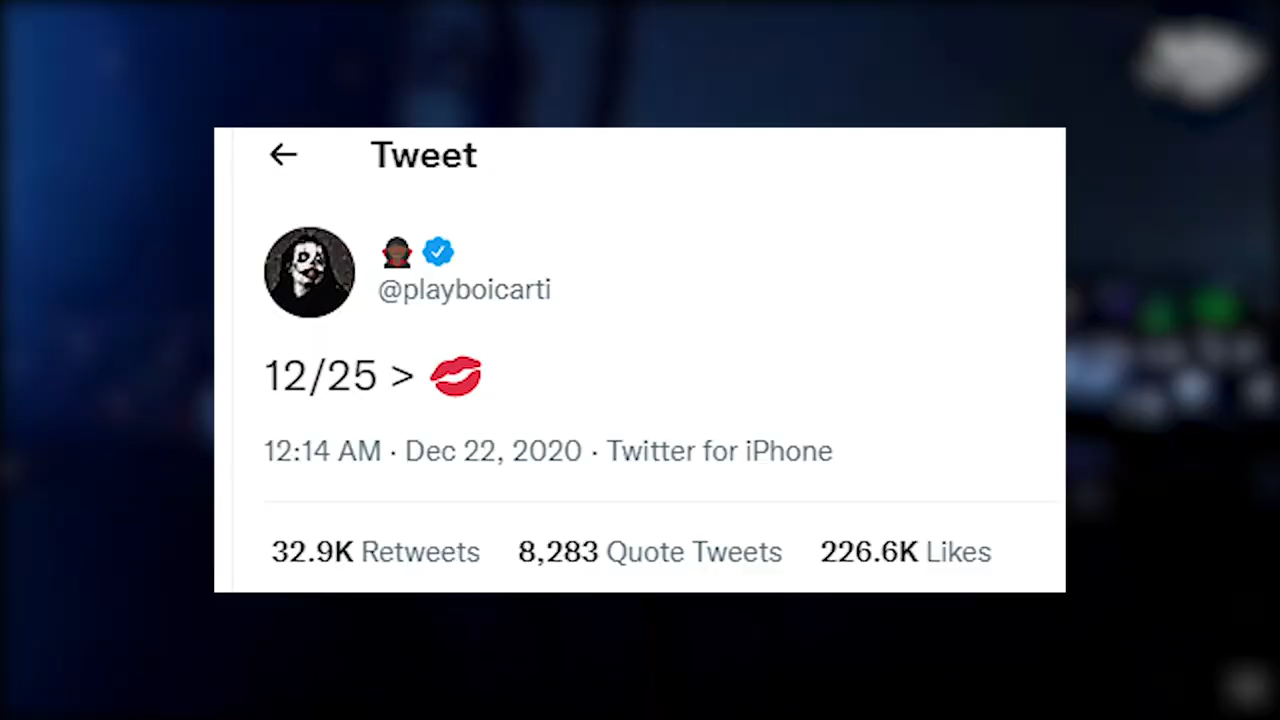 ← Tweet
@playboicarti
12/25 > 💋
12:14 AM · Dec 22, 2020 · Twitter for iPhone
32.9K Retweets 8,283 Quote Tweets 226.6K Likes